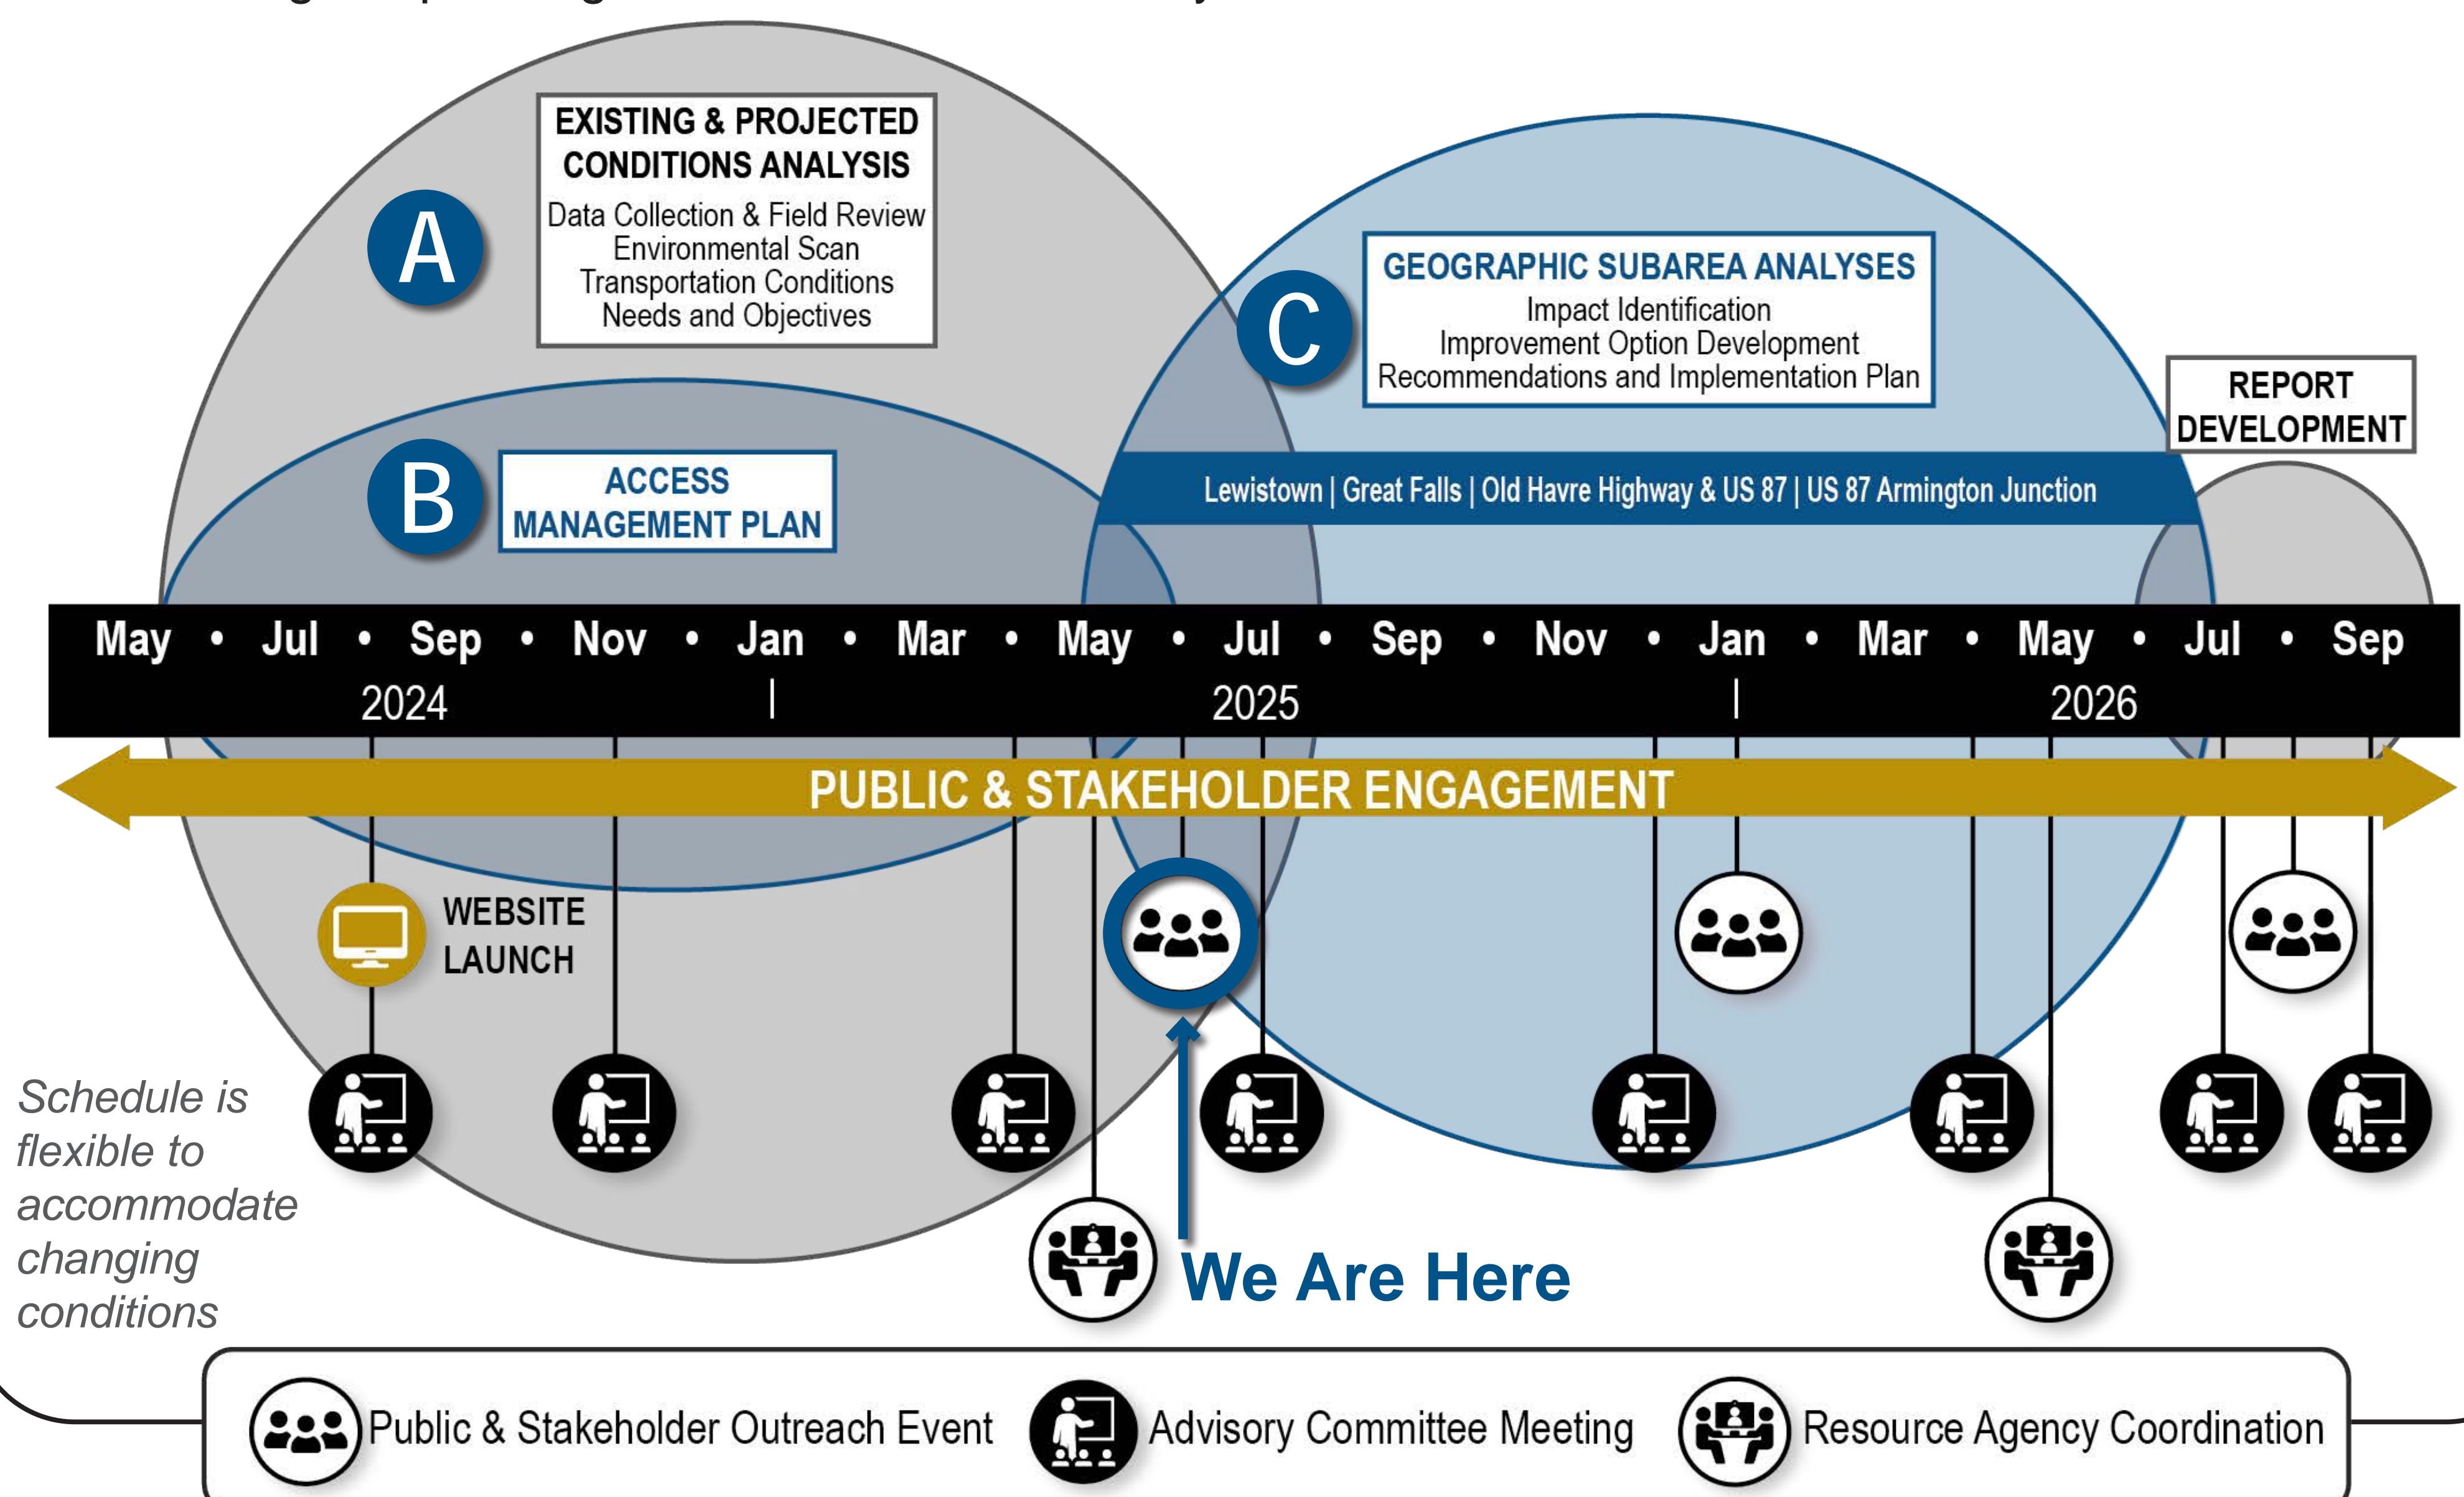 A
EXISTING & PROJECTED
CONDITIONS ANALYSIS
Data Collection & Field Review
Environmental Scan
Transportation Conditions
Needs and Objectives
B
ACCESS
MANAGEMENT PLAN
C
GEOGRAPHIC SUBAREA ANALYSES
Impact Identification
Improvement Option Development
Recommendations and Implementation Plan
Lewistown | Great Falls | Old Havre Highway & US 87 | US 87 Armington Junction
REPORT
DEVELOPMENT
May • Jul • Sep • Nov • Jan • Mar • May • Jul • Sep • Nov • Jan • Mar • May • Jul • Sep
2024 | 2025 | 2026
PUBLIC & STAKEHOLDER ENGAGEMENT
WEBSITE
LAUNCH
Schedule is
flexible to
accommodate
changing
conditions
We Are Here
Public & Stakeholder Outreach Event
Advisory Committee Meeting
Resource Agency Coordination